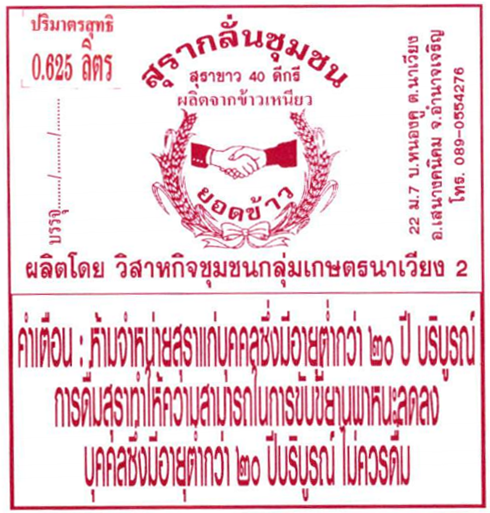 ปริมาตรสุทธิ
0.625 ลิตร
สุรากลั่นชุมชน
สุราขาว 40 ดีกรี
ผลิตจากข้าวเหนียว
ยอดข้าว
บรรจุ....../....../......
22 ม.7 บ.หนองคู ต.นาเวียง
อ.เสนางคนิคม จ.อำนาจเจริญ
โทร. 089-0554276
ผลิตโดย วิสาหกิจชุมชนกลุ่มเกษตรนาเวียง 2
คำเตือน : ห้ามจำหน่ายสุราแก่บุคคลซึ่งมีอายุต่ำกว่า ๒๐ ปี บริบูรณ์
การดื่มสุราทำให้ความสามารถในการขับขี่ยานพาหนะลดลง
บุคคลซึ่งมีอายุต่ำกว่า ๒๐ ปีบริบูรณ์ ไม่ควรดื่ม